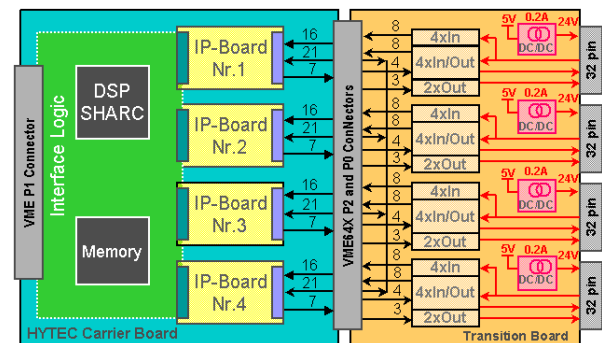 VME P1 Connector
Interface Logic
DSP
SHARC
Memory
HYTEC Carrier Board
IP-Board
Nr.1
16
21
7
IP-Board
Nr.2
16
21
7
IP-Board
Nr.3
16
21
7
IP-Board
Nr.4
16
21
7
VME64X P2 and P0 ConNectors
8
8
4
3
4xIn
4xIn/Out
2xOut
5V
0.2A
24V
DC/DC
32 pin
8
8
4
3
4xIn
4xIn/Out
2xOut
5V
0.2A
24V
DC/DC
32 pin
8
8
4
3
4xIn
4xIn/Out
2xOut
5V
0.2A
24V
DC/DC
32 pin
8
8
4
3
4xIn
4xIn/Out
2xOut
5V
0.2A
24V
DC/DC
32 pin
Transition Board